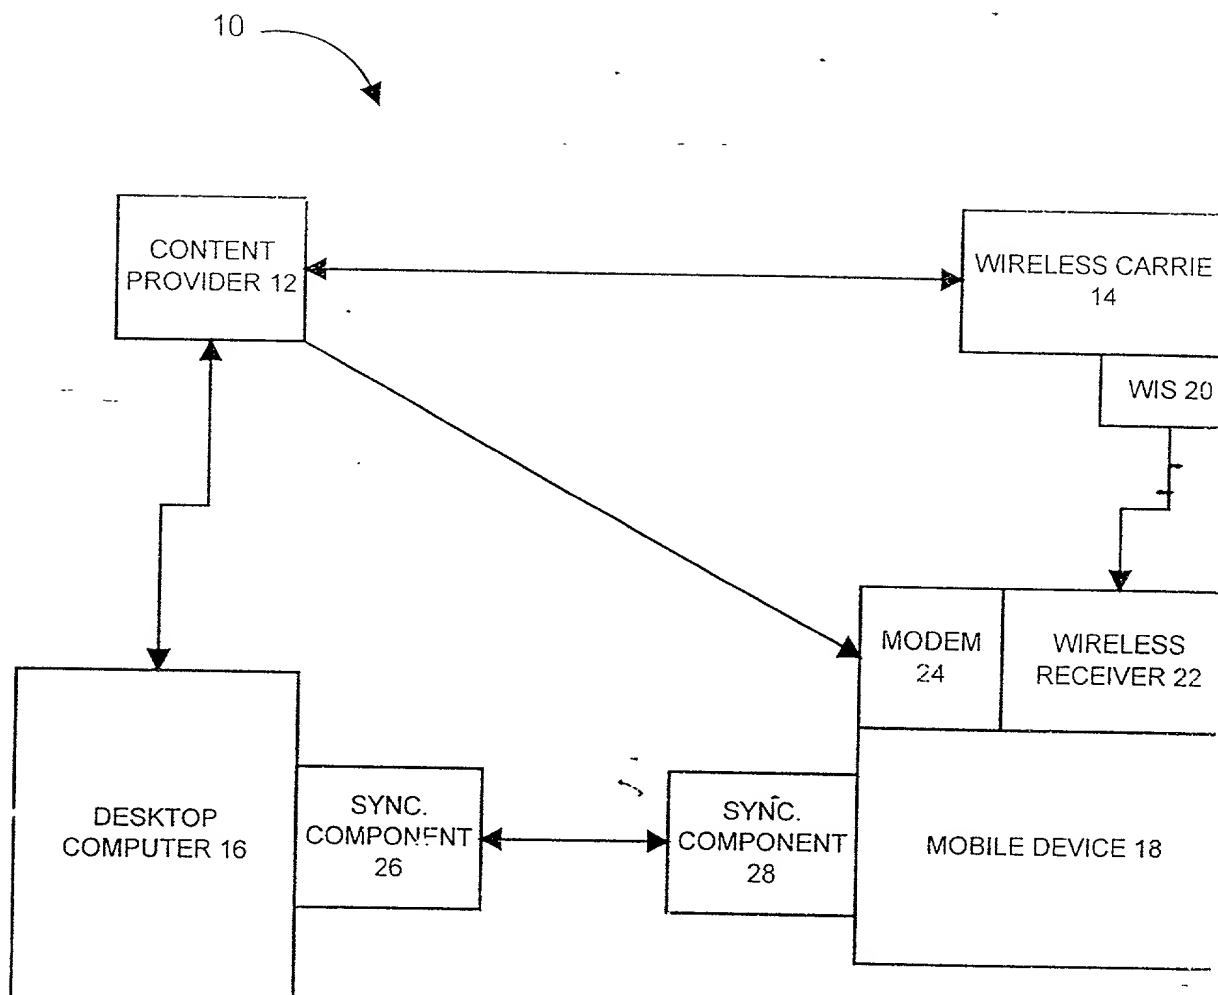 10
CONTENT
PROVIDER 12
WIRELESS CARRIE
14
WIS 20
MODEM
24
WIRELESS
RECEIVER 22
DESKTOP
COMPUTER 16
SYNC.
COMPONENT
26
SYNC.
COMPONENT
28
MOBILE DEVICE 18